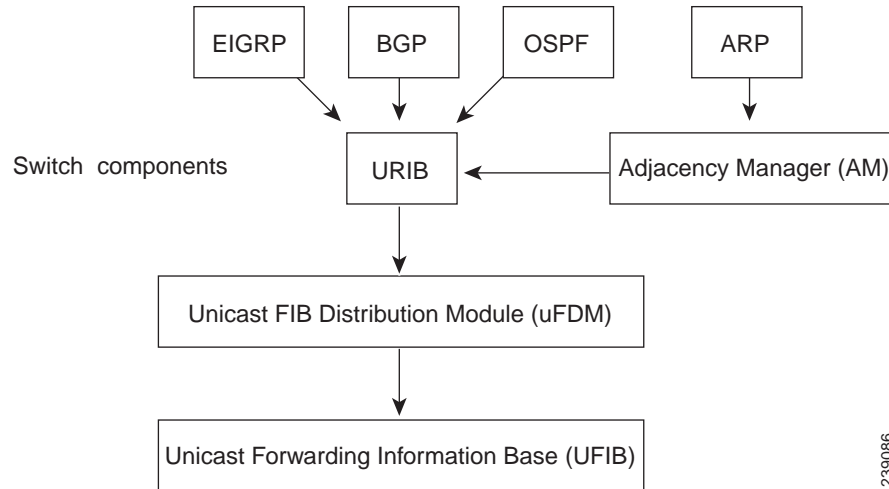 EIGRP
BGP
OSPF
ARP
Switch components
URIB
Adjacency Manager (AM)
Unicast FIB Distribution Module (uFDM)
Unicast Forwarding Information Base (UFIB)
239086